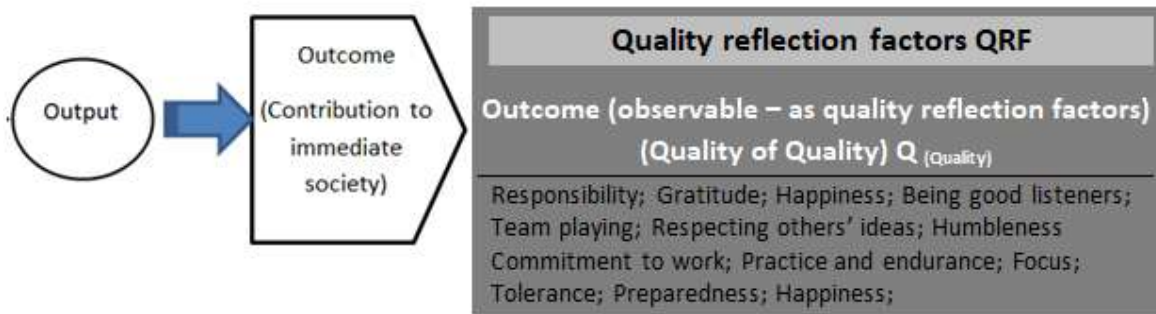 Output
Outcome
(Contribution to
immediate
society)
Quality reflection factors QRF
Outcome (observable – as quality reflection factors)
(Quality of Quality) Q (Quality)
Responsibility; Gratitude; Happiness; Being good listeners;
Team playing; Respecting others' ideas; Humbleness
Commitment to work; Practice and endurance; Focus;
Tolerance; Preparedness; Happiness;